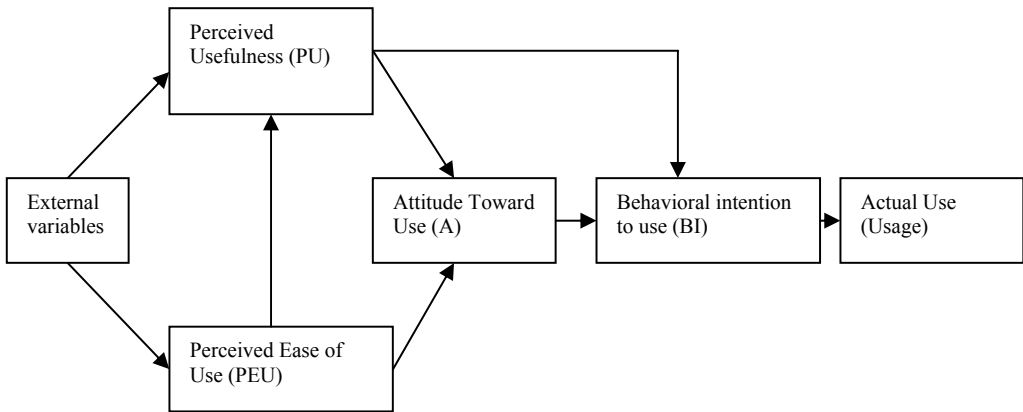 Perceived
Usefulness (PU)
External
variables
Attitude Toward
Use (A)
Behavioral intention
to use (BI)
Actual Use
(Usage)
Perceived Ease of
Use (PEU)